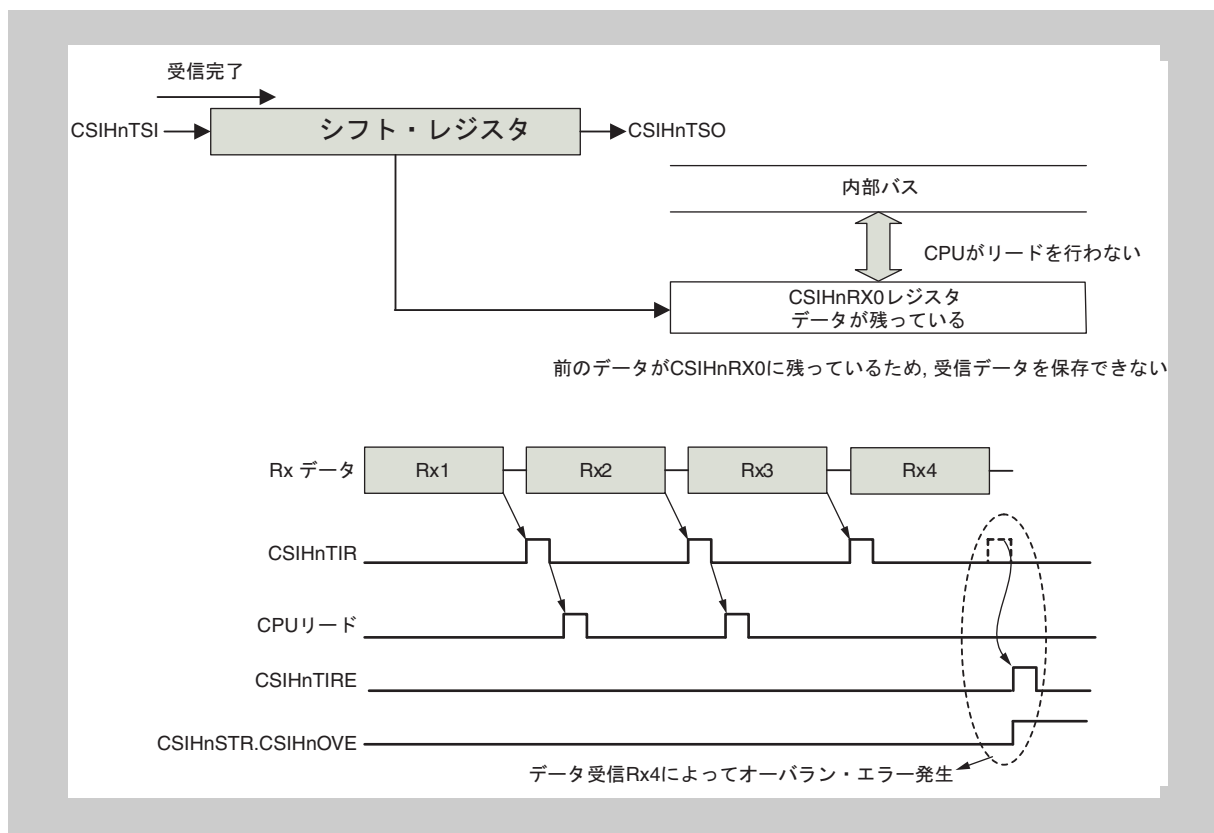 受信完了
CSIHnTSI
シフト・レジスタ
CSIHnTSO
内部バス
CPUがリードを行わない
CSIHnRX0レジスタ
データが残っている
前のデータがCSIHnRX0に残っているため, 受信データを保存できない
Rx データ
Rx1
Rx2
Rx3
Rx4
CSIHnTIR
CPUリード
CSIHnTIRE
CSIHnSTR.CSIHnOVE
データ受信Rx4によってオーバラン・エラー発生